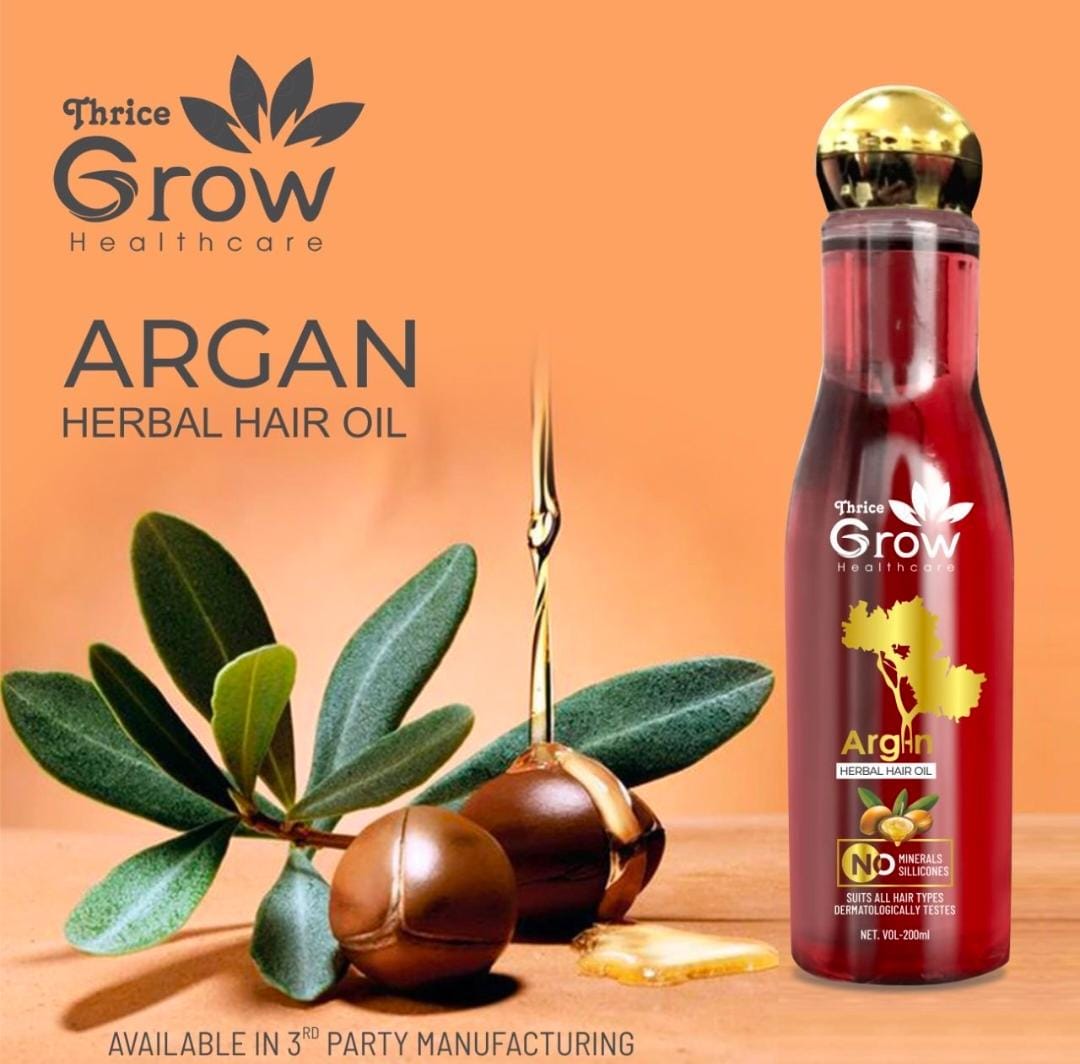 Thrice
Grow
Healthcare
ARGAN
HERBAL HAIR OIL
Thrice
Grow
Healthcare
Argan
HERBAL HAIR OIL
NO MINERALS
SILLICONES
SUITS ALL HAIR TYPES
DERMATOLOGICALLY TESTES
NET. VOL-200ml
AVAILABLE IN 3RD PARTY MANUFACTURING